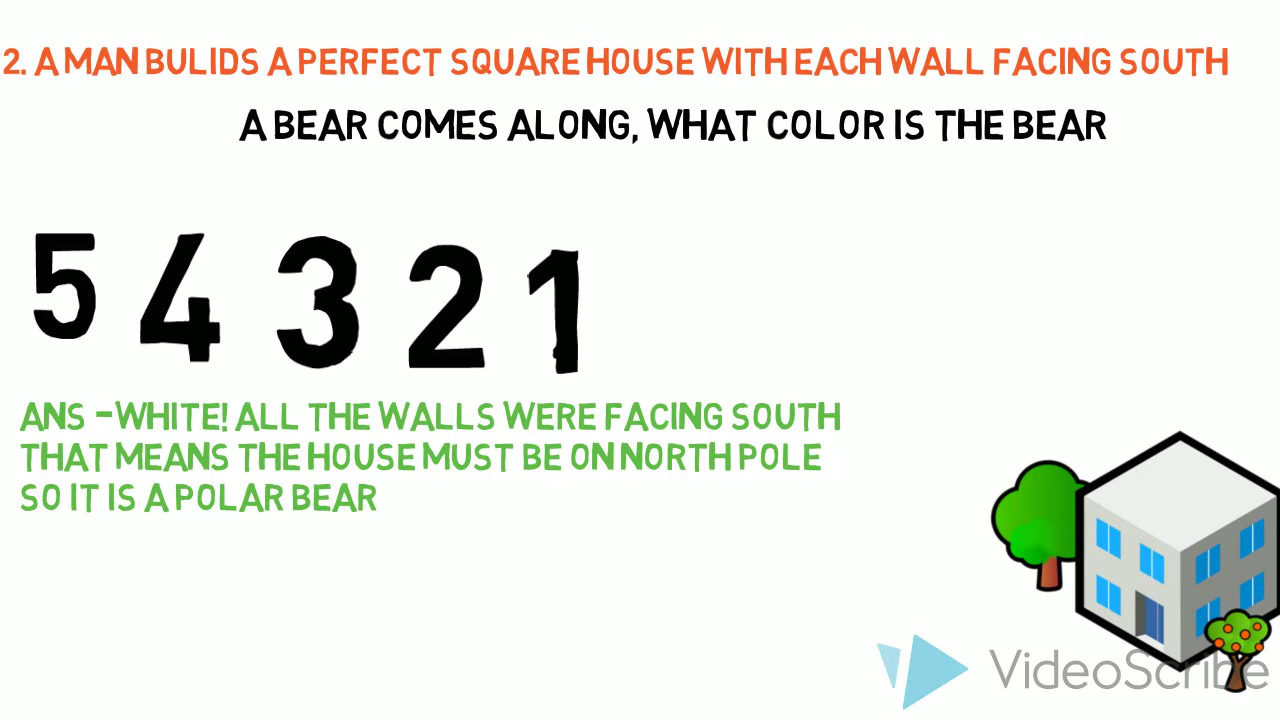 2. A MAN BULIDS A PERFECT SQUARE HOUSE WITH EACH WALL FACING SOUTH
A BEAR COMES ALONG, WHAT COLOR IS THE BEAR
5 4 3 2 1
ANS - WHITE! ALL THE WALLS WERE FACING SOUTH
THAT MEANS THE HOUSE MUST BE ON NORTH POLE
SO IT IS A POLAR BEAR
VideoScribe